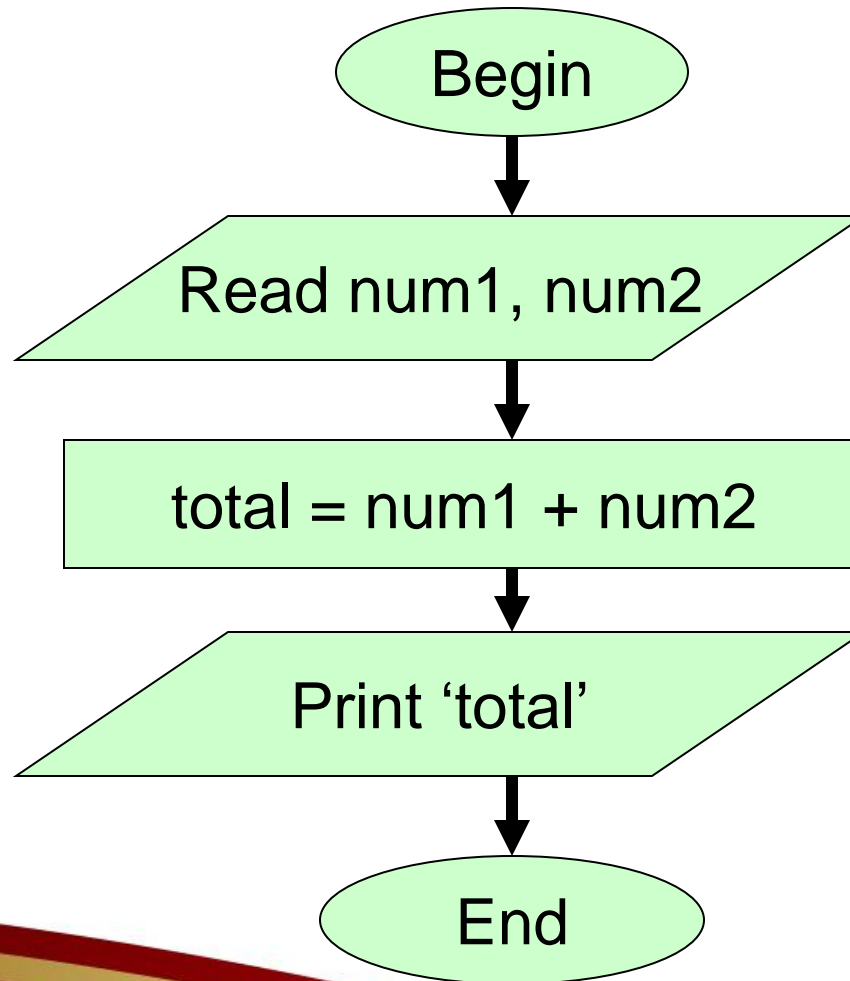 Begin
Read num1, num2
total = num1 + num2
Print ‘total’
End